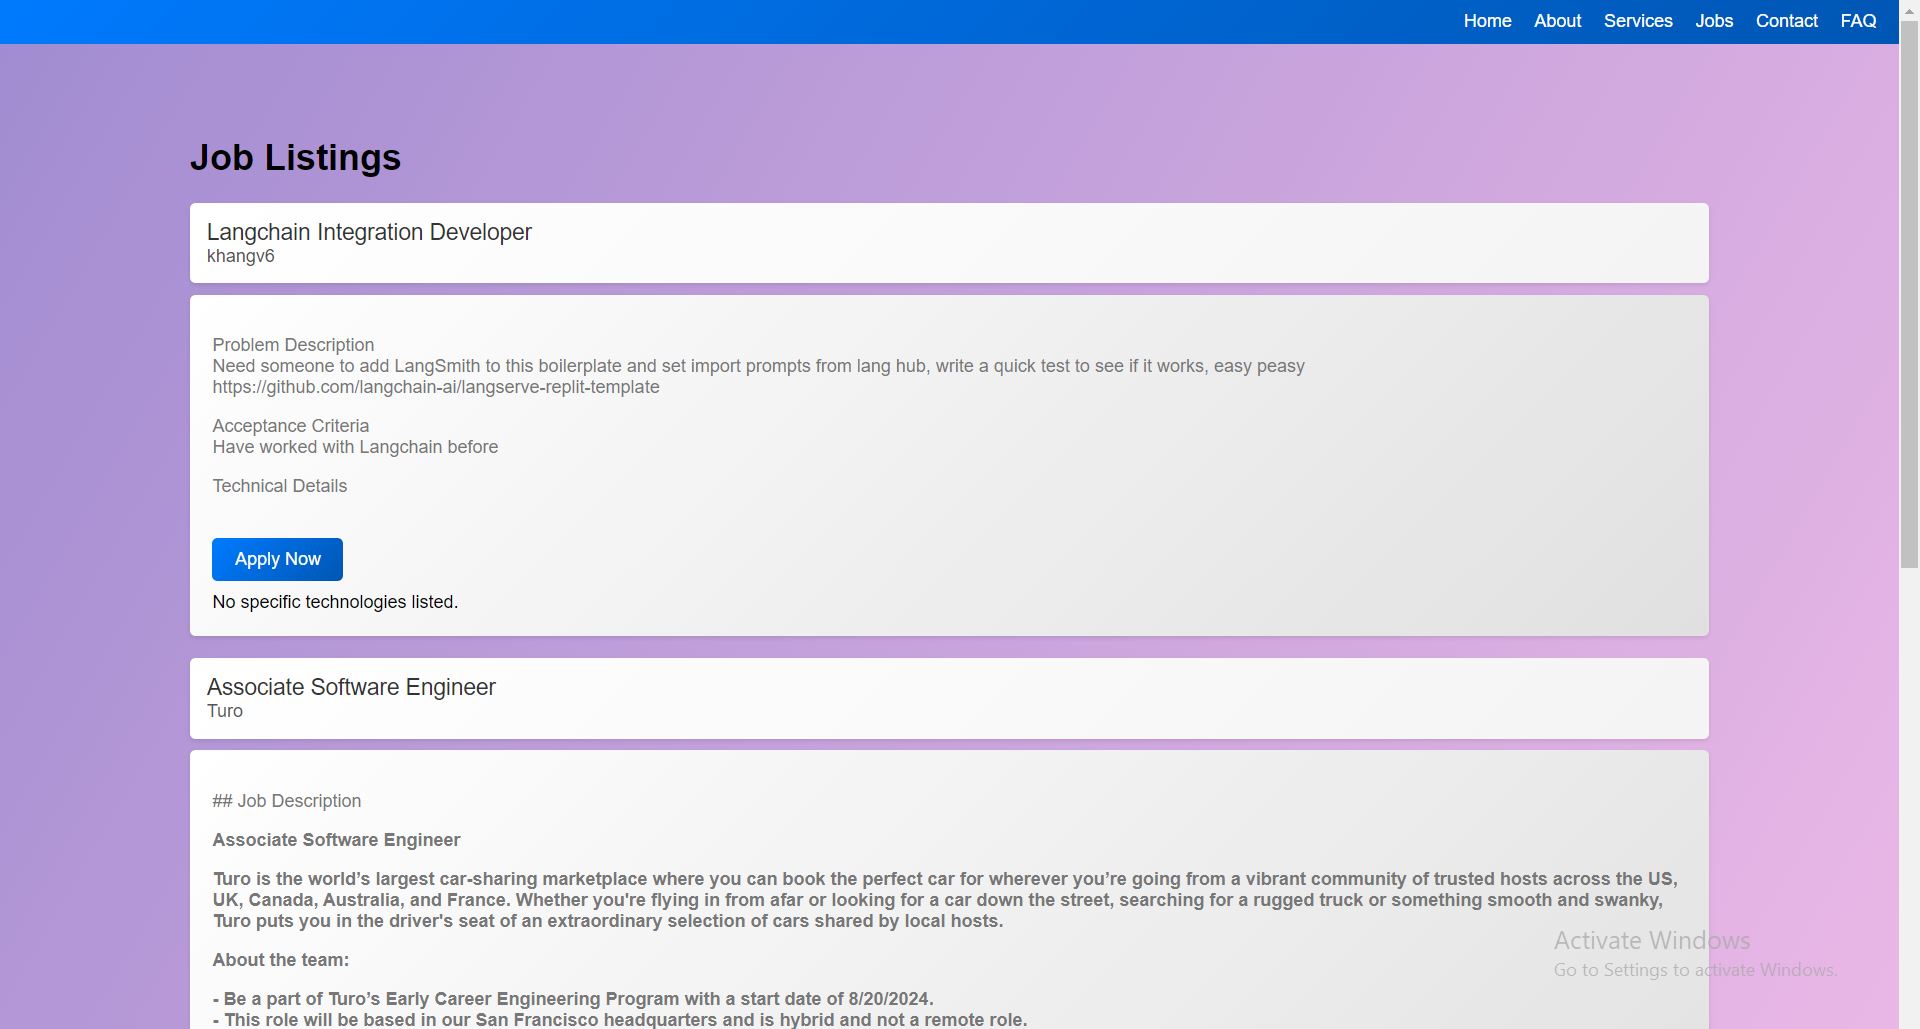 Home About Services Jobs Contact FAQ
Job Listings
Langchain Integration Developer
khangv6
Problem Description
Need someone to add LangSmith to this boilerplate and set import prompts from lang hub, write a quick test to see if it works, easy peasy
https://github.com/langchain-ai/langserve-replit-template
Acceptance Criteria
Have worked with Langchain before
Technical Details
Apply Now
No specific technologies listed.
Associate Software Engineer
Turo
## Job Description
Associate Software Engineer
Turo is the world’s largest car-sharing marketplace where you can book the perfect car for wherever you’re going from a vibrant community of trusted hosts across the US,
UK, Canada, Australia, and France. Whether you're flying in from afar or looking for a car down the street, searching for a rugged truck or something smooth and swanky,
Turo puts you in the driver's seat of an extraordinary selection of cars shared by local hosts.
About the team:
- Be a part of Turo’s Early Career Engineering Program with a start date of 8/20/2024.
- This role will be based in our San Francisco headquarters and is hybrid and not a remote role.
Activate Windows
Go to Settings to activate Windows.